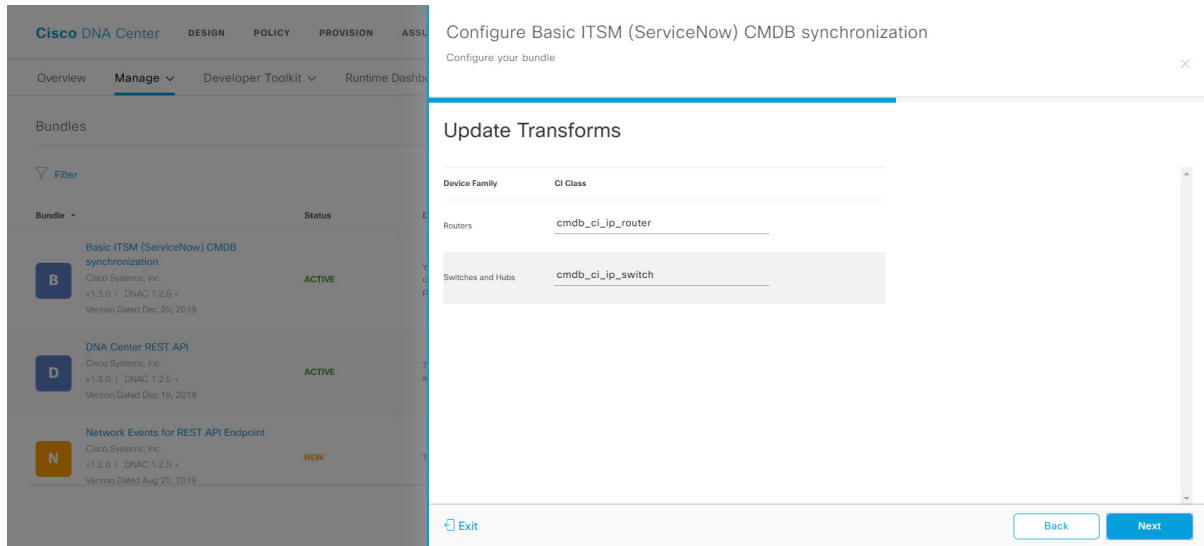 Cisco DNA Center DESIGN POLICY PROVISION ASSU
Overview Manage Developer Toolkit Runtime Dashbo
Bundles
Filter
Bundle Status D
Basic ITSM (ServiceNow) CMDB
synchronization
Cisco Systems, Inc.
v1.3.0 | DNAC 1.2.5 +
Version Dated Dec 20, 2019
B
ACTIVE
DNA Center REST API
Cisco Systems, Inc.
v1.3.0 | DNAC 1.2.5 +
Version Dated Dec 19, 2019
D
ACTIVE
Network Events for REST API Endpoint
Cisco Systems, Inc.
v1.2.0 | DNAC 1.2.5 +
Version Dated Aug 20, 2019
N
NEW
Configure Basic ITSM (ServiceNow) CMDB synchronization
Configure your bundle
Update Transforms
Device Family CI Class
Routers cmdb_ci_ip_router
Switches and Hubs cmdb_ci_ip_switch
Exit Back Next